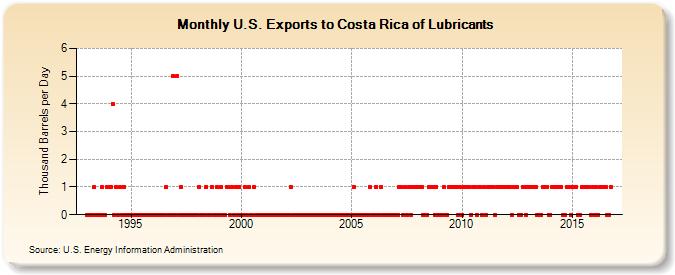 Monthly U.S. Exports to Costa Rica of Lubricants
Thousand Barrels per Day
6
5
4
3
2
1
0
1995 2000 2005 2010 2015
Source: U.S. Energy Information Administration